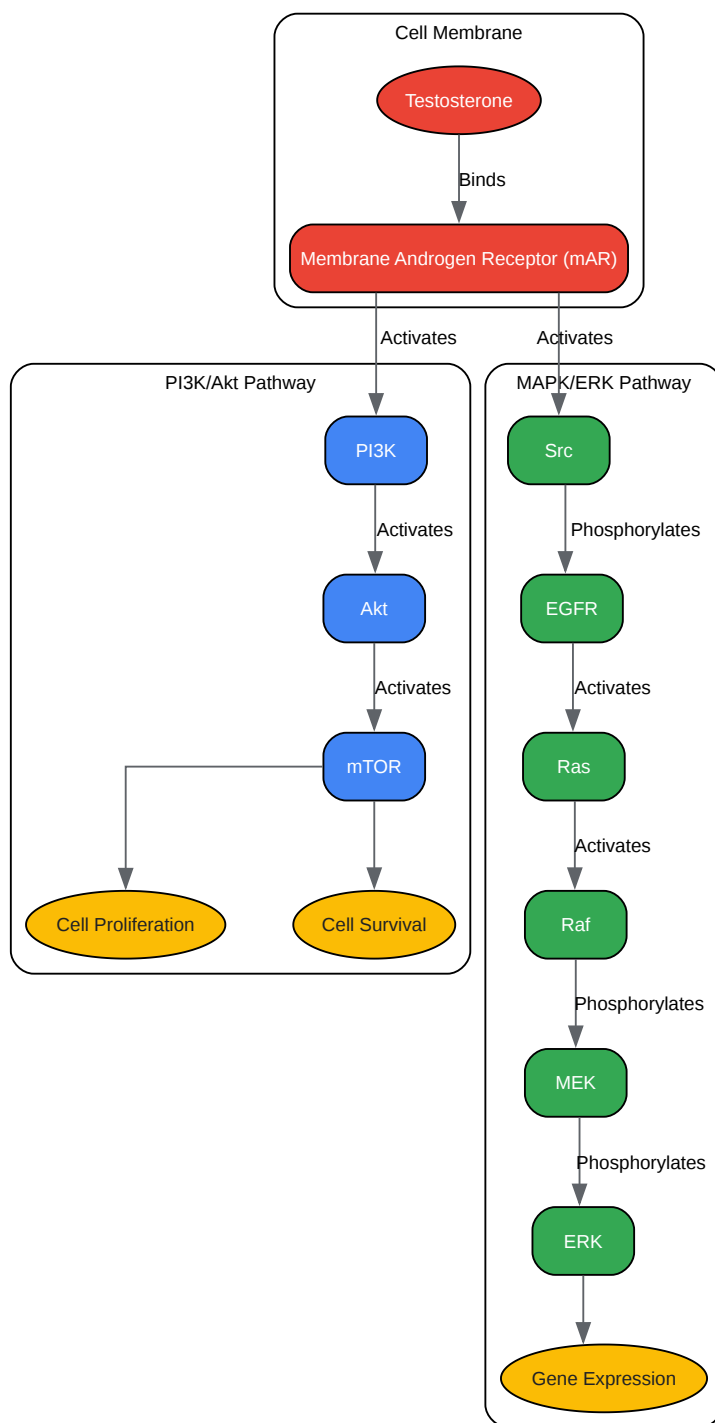 Cell Membrane
Testosterone
Binds
Membrane Androgen Receptor (mAR)
Activates
Activates
PI3K/Akt Pathway
MAPK/ERK Pathway
PI3K
Src
Activates
Phosphorylates
Akt
EGFR
Activates
Activates
mTOR
Ras
Activates
Cell Proliferation
Cell Survival
Raf
Phosphorylates
MEK
Phosphorylates
ERK
Gene Expression